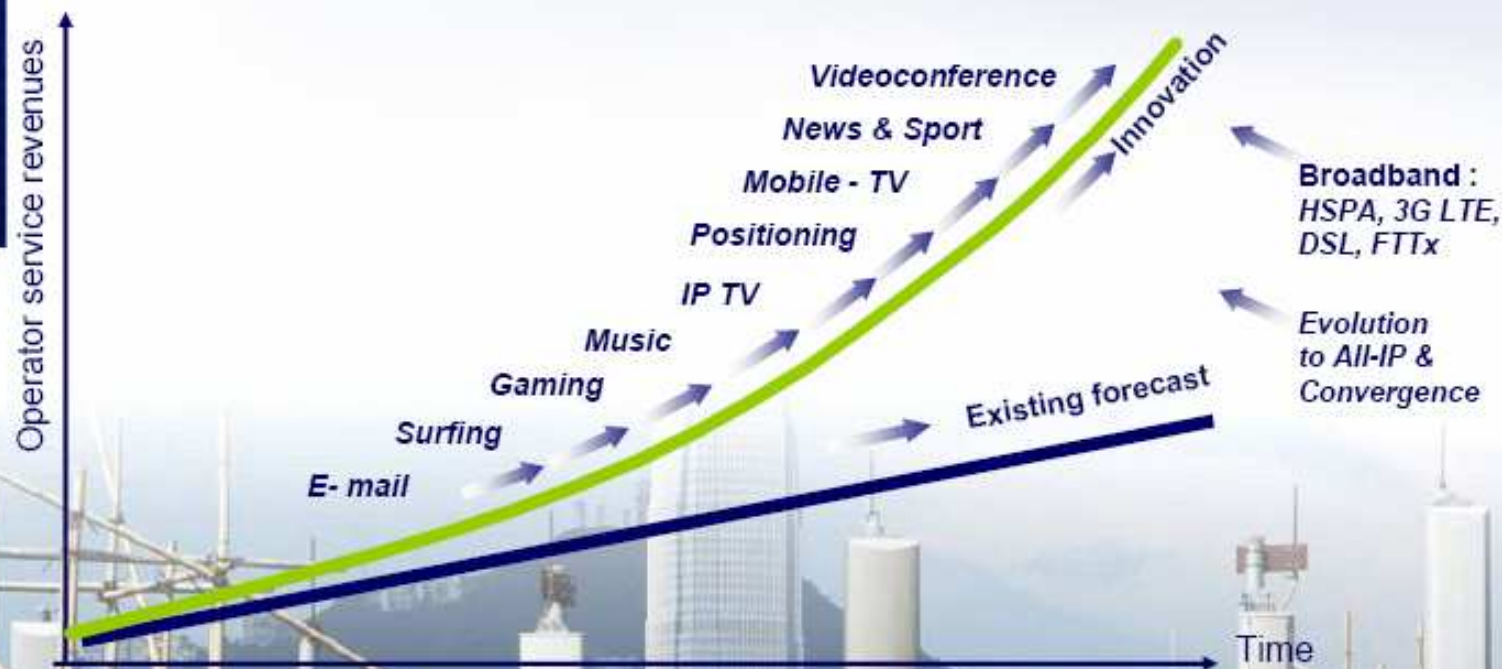 Operator service revenues
Videoconference
News & Sport
Mobile - TV
Positioning
IP TV
Music
Gaming
Surfing
E- mail
Innovation
Broadband :
HSPA, 3G LTE,
DSL, FTTx
Evolution
to All-IP &
Convergence
Existing forecast
Time